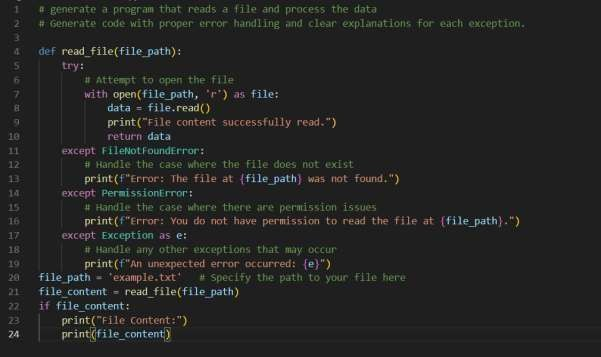 1 # generate a program that reads a file and process the data
2 # Generate code with proper error handling and clear explanations for each exception.
3
4 def read_file(file_path):
5     try:
6         # Attempt to open the file
7         with open(file_path, 'r') as file:
8             data = file.read()
9             print("File content successfully read.")
10             return data
11     except FileNotFoundError:
12         # Handle the case where the file does not exist
13         print(f"Error: The file at {file_path} was not found.")
14     except PermissionError:
15         # Handle the case where there are permission issues
16         print(f"Error: You do not have permission to read the file at {file_path}.")
17     except Exception as e:
18         # Handle any other exceptions that may occur
19         print(f"An unexpected error occurred: {e}")
20 file_path = 'example.txt'  # Specify the path to your file here
21 file_content = read_file(file_path)
22 if file_content:
23     print("File Content:")
24     print(file_content)